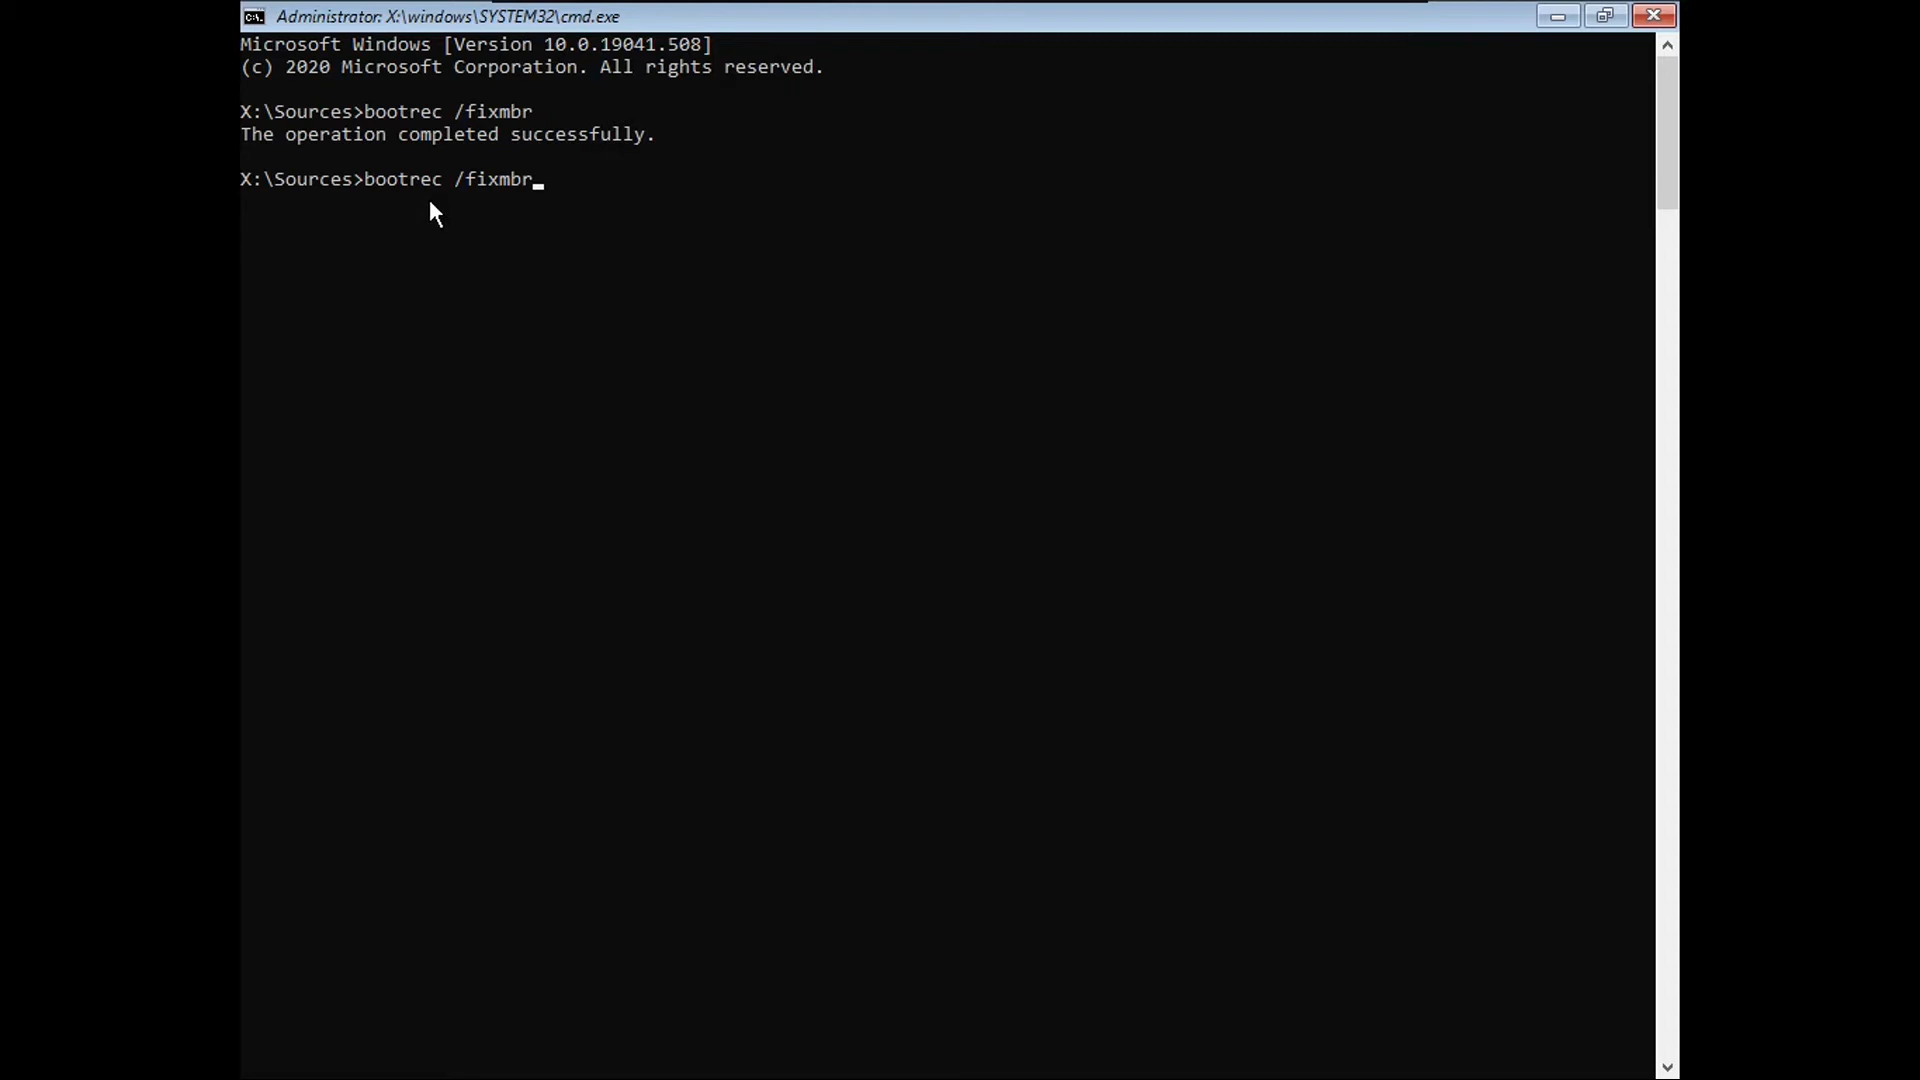 Administrator: X:\windows\SYSTEM32\cmd.exe
Microsoft Windows [Version 10.0.19041.508]
(c) 2020 Microsoft Corporation. All rights reserved.
X:\Sources>bootrec /fixmbr
The operation completed successfully.
X:\Sources>bootrec /fixmbr_